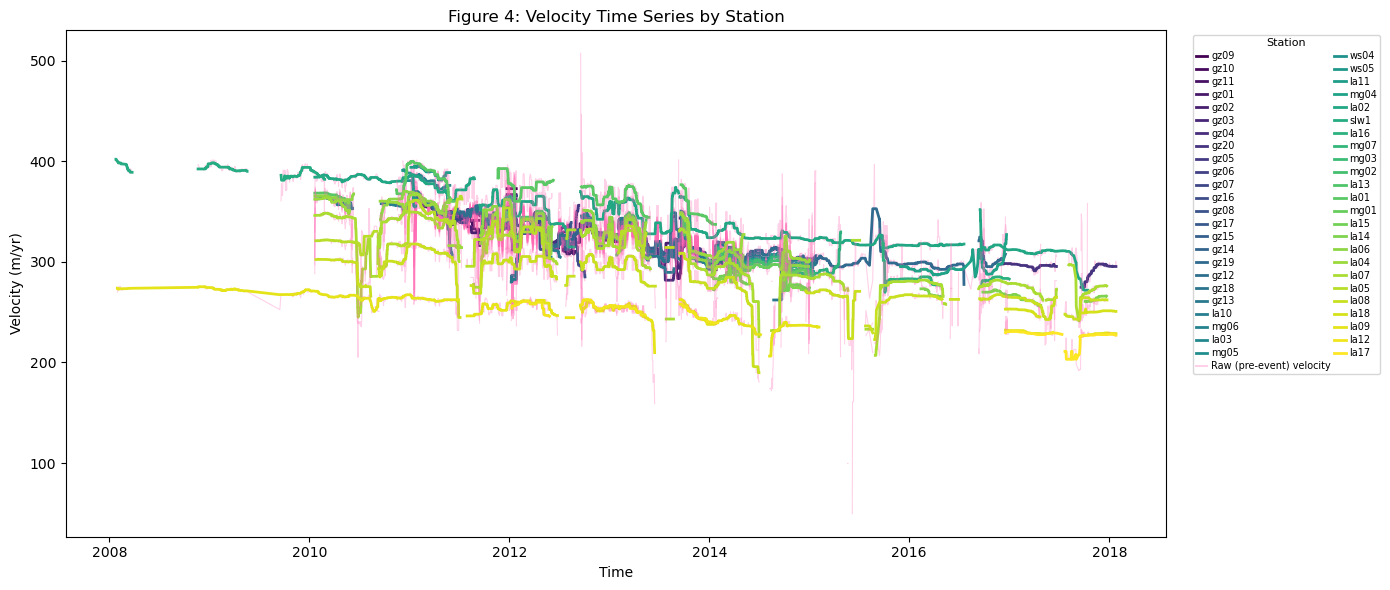 Figure 4: Velocity Time Series by Station
Velocity (m/yr)
500
400
300
200
100
2008
2010
2012
2014
2016
2018
Time
Station
gz09
gz10
gz11
gz01
gz02
gz03
gz04
gz20
gz05
gz06
gz07
gz16
gz08
gz17
gz15
gz14
gz19
gz12
gz18
gz13
la10
mg06
la03
mg05
Raw (pre-event) velocity
ws04
ws05
la11
mg04
la02
slw1
la16
mg07
mg03
mg02
la13
la01
mg01
la15
la14
la06
la04
la07
la05
la08
la18
la09
la12
la17